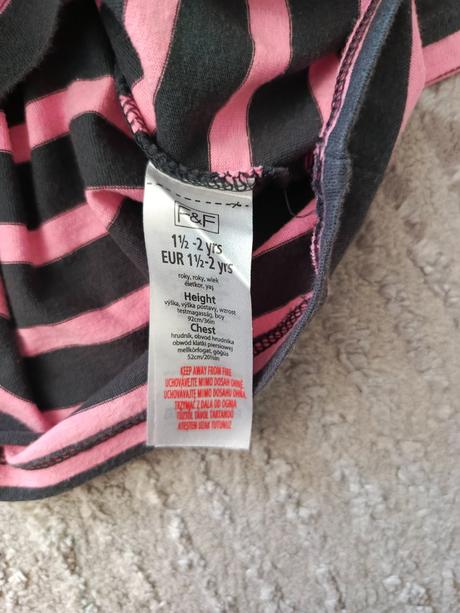 F&F
1½ -2 yrs
EUR 1½-2 yrs
roky, roky, wiek
életkor, yaş
Height
výška, výška postavy, wzrost
testmagasság, boy
92cm/36in
Chest
hrudník, obvod hrudníka
obwód klatki piersiowej
mellkörfogat, göğüs
52cm/20½in
KEEP AWAY FROM FIRE
UCHOVÁVEJTE MIMO DOSAH OHNĚ
UCHOVÁVAJTE MIMO DOSAHU OHŇA
TRZYMAĆ Z DALA OD OGNIA
TŰZTŐL TÁVOL TARTANDÓ
ATEŞTEN UZAK TUTUNUZ